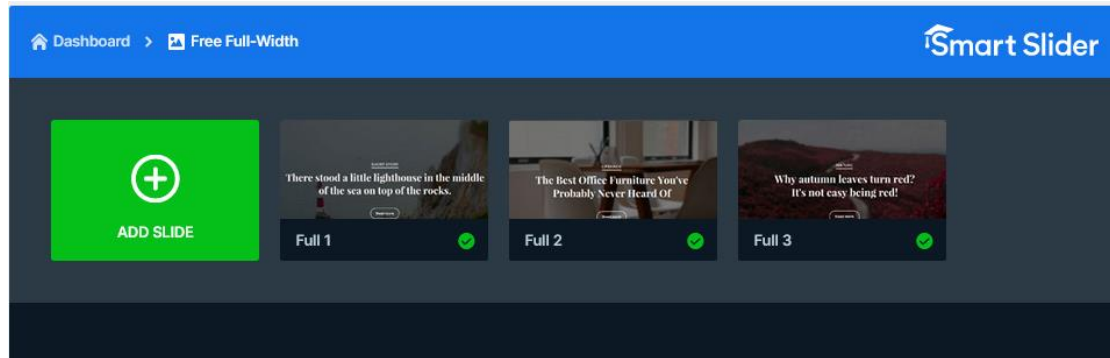 Dashboard > Free Full-Width
Smart Slider
ADD SLIDE
There stood a little lighthouse in the middle
of the sea on top of the rocks.
Read more
Full 1
The Best Office Furniture You've
Probably Never Heard Of
Full 2
Why autumn leaves turn red?
It's not easy being red!
Full 3